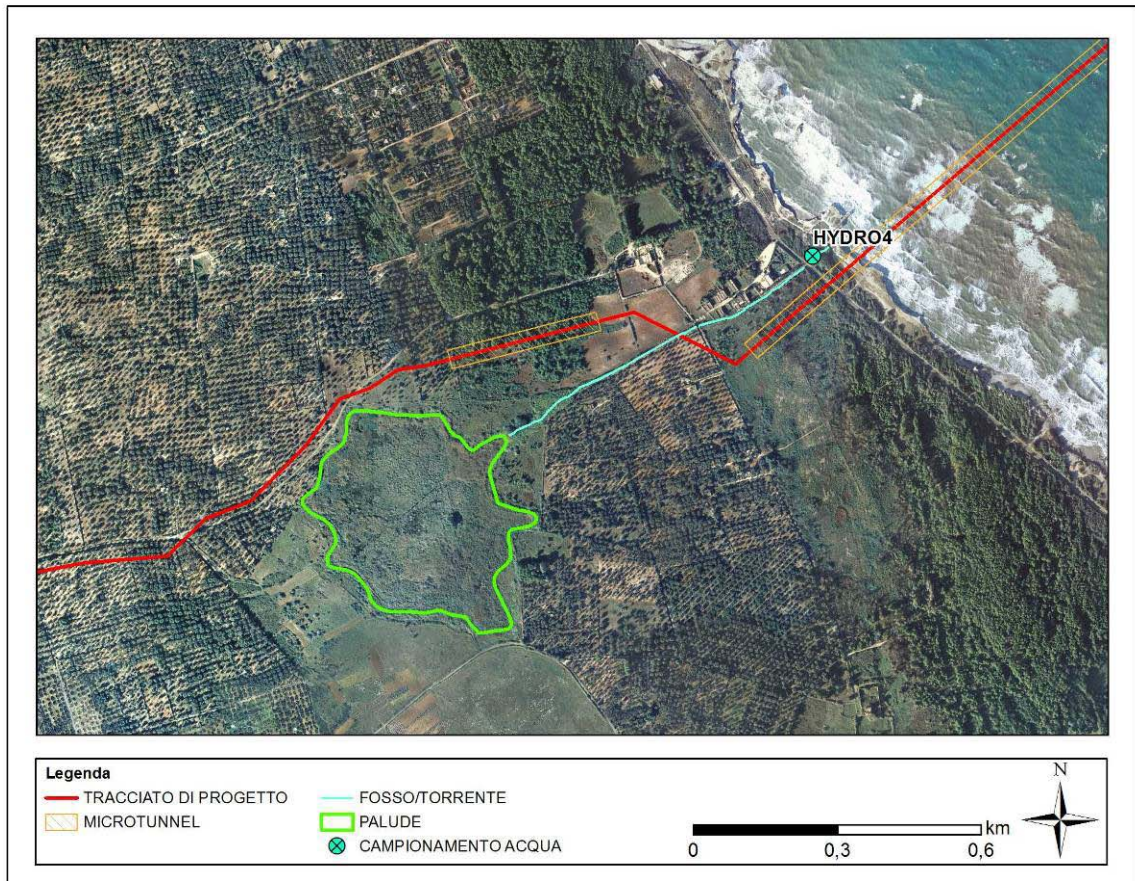 HYDRO4
Legenda
TRACCIATO DI PROGETTO
FOSSO/TORRENTE
MICROTUNNEL
PALUDE
CAMPIONAMENTO ACQUA
N
km
0
0,3
0,6